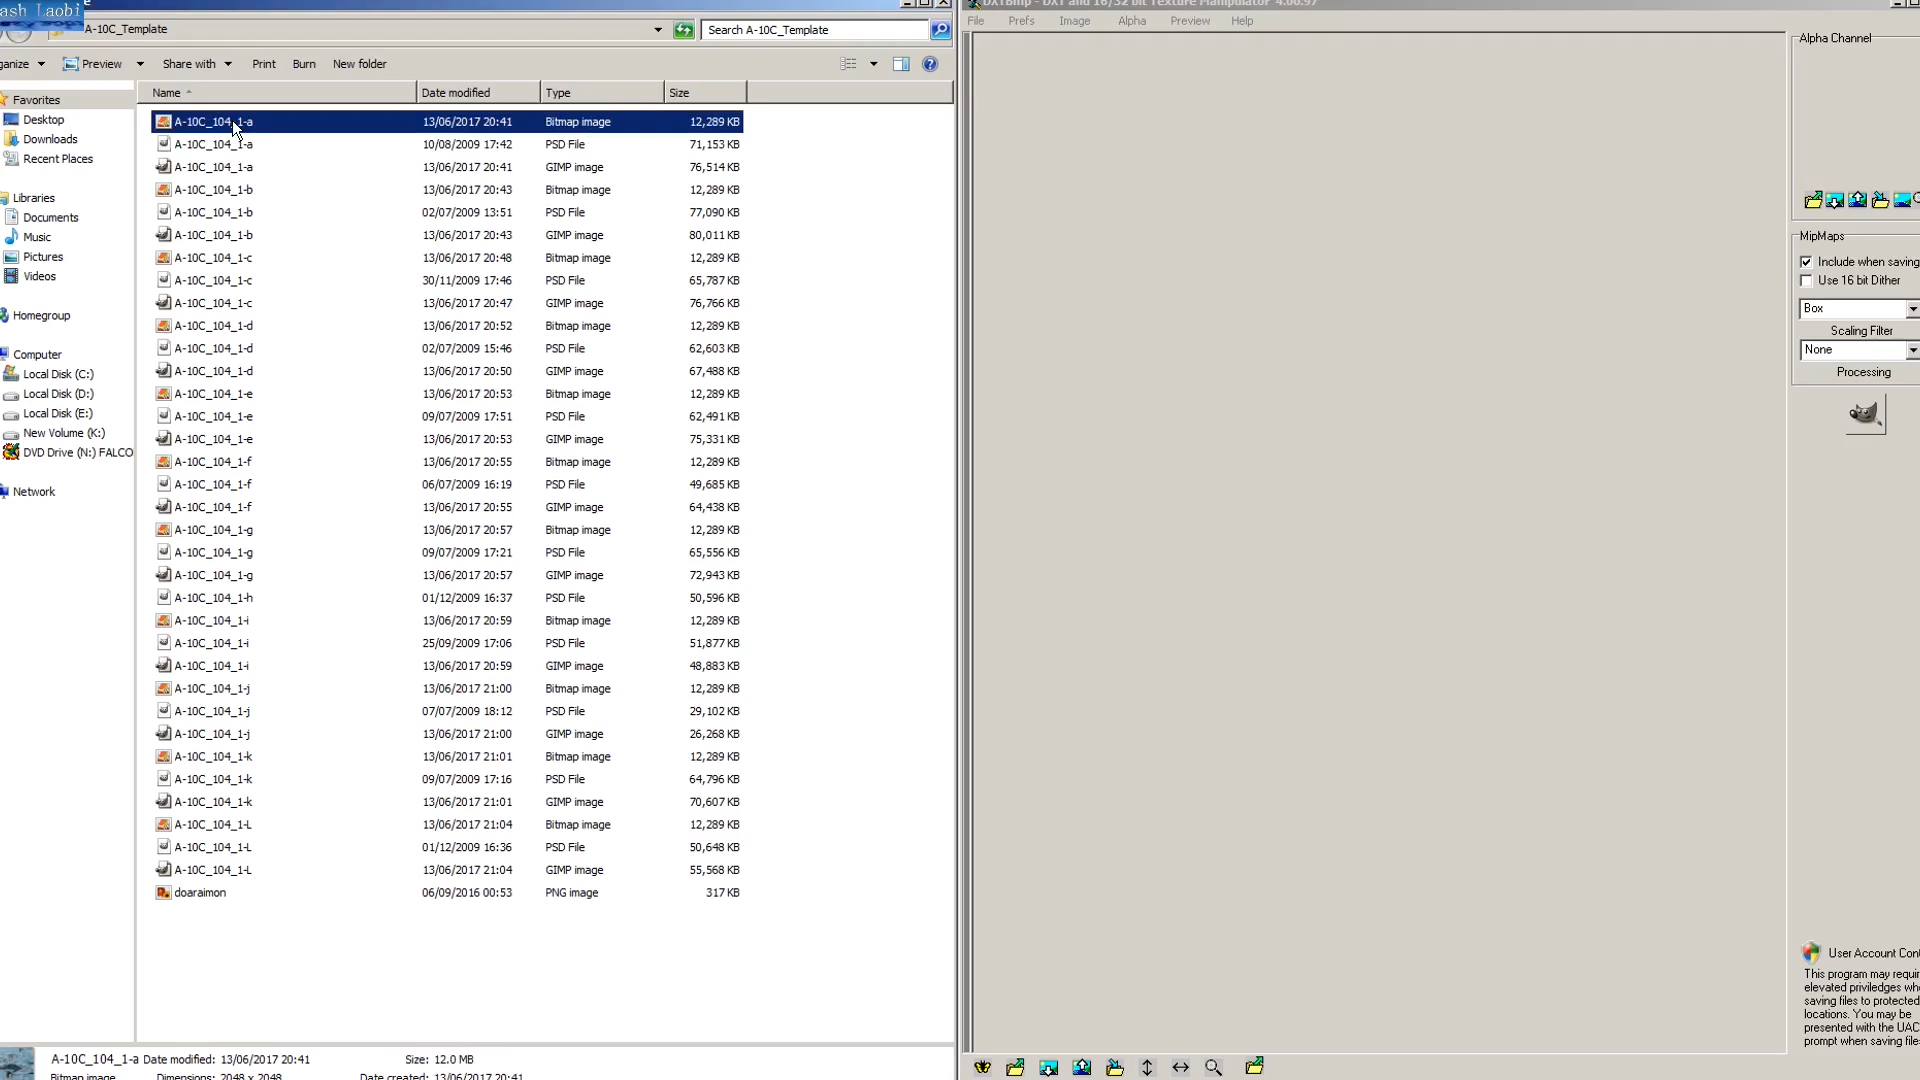 ash Laobi
A-10C_Template
Search A-10C_Template
ganize Preview Share with Print Burn New folder
Name Date modified Type Size
Favorites
Desktop
Downloads
Recent Places
Libraries
Documents
Music
Pictures
Videos
Homegroup
Computer
Local Disk (C:)
Local Disk (D:)
Local Disk (E:)
New Volume (K:)
DVD Drive (N:) FALCO
Network
A-10C_104_1-a 13/06/2017 20:41 Bitmap image 12,289 KB
A-10C_104_1-a 10/08/2009 17:42 PSD File 71,153 KB
A-10C_104_1-a 13/06/2017 20:41 GIMP image 76,514 KB
A-10C_104_1-b 13/06/2017 20:43 Bitmap image 12,289 KB
A-10C_104_1-b 02/07/2009 13:51 PSD File 77,090 KB
A-10C_104_1-b 13/06/2017 20:43 GIMP image 80,011 KB
A-10C_104_1-c 13/06/2017 20:48 Bitmap image 12,289 KB
A-10C_104_1-c 30/11/2009 17:46 PSD File 65,787 KB
A-10C_104_1-c 13/06/2017 20:47 GIMP image 76,766 KB
A-10C_104_1-d 13/06/2017 20:52 Bitmap image 12,289 KB
A-10C_104_1-d 02/07/2009 15:46 PSD File 62,603 KB
A-10C_104_1-d 13/06/2017 20:50 GIMP image 67,488 KB
A-10C_104_1-e 13/06/2017 20:53 Bitmap image 12,289 KB
A-10C_104_1-e 09/07/2009 17:51 PSD File 62,491 KB
A-10C_104_1-e 13/06/2017 20:53 GIMP image 75,331 KB
A-10C_104_1-f 13/06/2017 20:55 Bitmap image 12,289 KB
A-10C_104_1-f 06/07/2009 16:19 PSD File 49,685 KB
A-10C_104_1-f 13/06/2017 20:55 GIMP image 64,438 KB
A-10C_104_1-g 13/06/2017 20:57 Bitmap image 12,289 KB
A-10C_104_1-g 09/07/2009 17:21 PSD File 65,556 KB
A-10C_104_1-g 13/06/2017 20:57 GIMP image 72,943 KB
A-10C_104_1-h 01/12/2009 16:37 PSD File 50,596 KB
A-10C_104_1-i 13/06/2017 20:59 Bitmap image 12,289 KB
A-10C_104_1-i 25/09/2009 17:06 PSD File 51,877 KB
A-10C_104_1-i 13/06/2017 20:59 GIMP image 48,883 KB
A-10C_104_1-j 13/06/2017 21:00 Bitmap image 12,289 KB
A-10C_104_1-j 07/07/2009 18:12 PSD File 29,102 KB
A-10C_104_1-j 13/06/2017 21:00 GIMP image 26,268 KB
A-10C_104_1-k 13/06/2017 21:01 Bitmap image 12,289 KB
A-10C_104_1-k 09/07/2009 17:16 PSD File 64,796 KB
A-10C_104_1-k 13/06/2017 21:01 GIMP image 70,607 KB
A-10C_104_1-L 13/06/2017 21:04 Bitmap image 12,289 KB
A-10C_104_1-L 01/12/2009 16:36 PSD File 50,648 KB
A-10C_104_1-L 13/06/2017 21:04 GIMP image 55,568 KB
doaraimon 06/09/2016 00:53 PNG image 317 KB
A-10C_104_1-a Date modified: 13/06/2017 20:41 Size: 12.0 MB
Bitmap image Dimensions: 2048 x 2048 Date created: 13/06/2017 20:41
DXTBmp - DXT and 16/32 bit Texture Manipulator 4.00.97
File Prefs Image Alpha Preview Help
Alpha Channel
MipMaps
Include when saving
Use 16 bit Dither
Box
Scaling Filter
None
Processing
User Account Cont
This program may requir
elevated priviledges wh
saving files to protected
locations. You may be
presented with the UAC
prompt when saving file